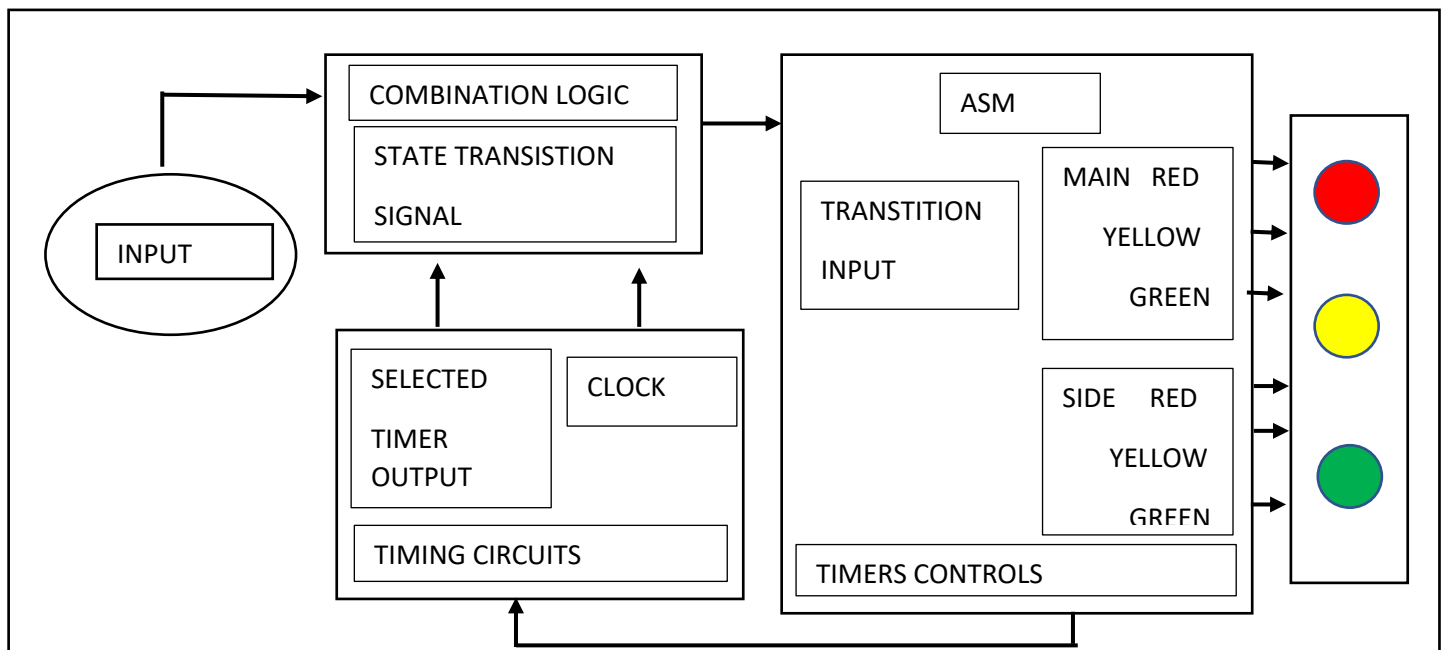 COMBINATION LOGIC
STATE TRANSISTION
SIGNAL
INPUT
SELECTED
TIMER
OUTPUT
CLOCK
TIMING CIRCUITS
ASM
TRANSTITION
INPUT
MAIN RED
YELLOW
GREEN
SIDE RED
YELLOW
GREEN
TIMERS CONTROLS